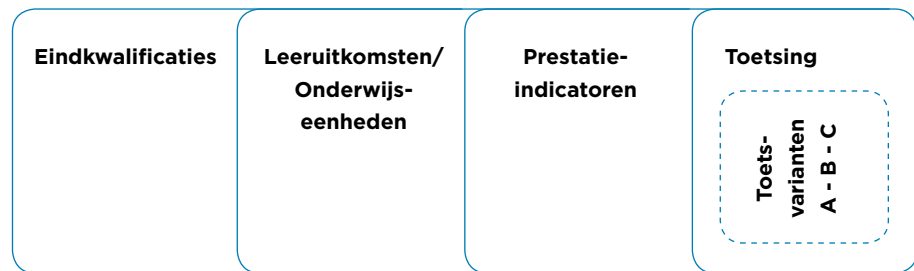 Eindkwalificaties
Leeruitkomsten/
Onderwijs-
eenheden
Prestatie-
indicatoren
Toetsing
Toets-
varianten
A - B - C